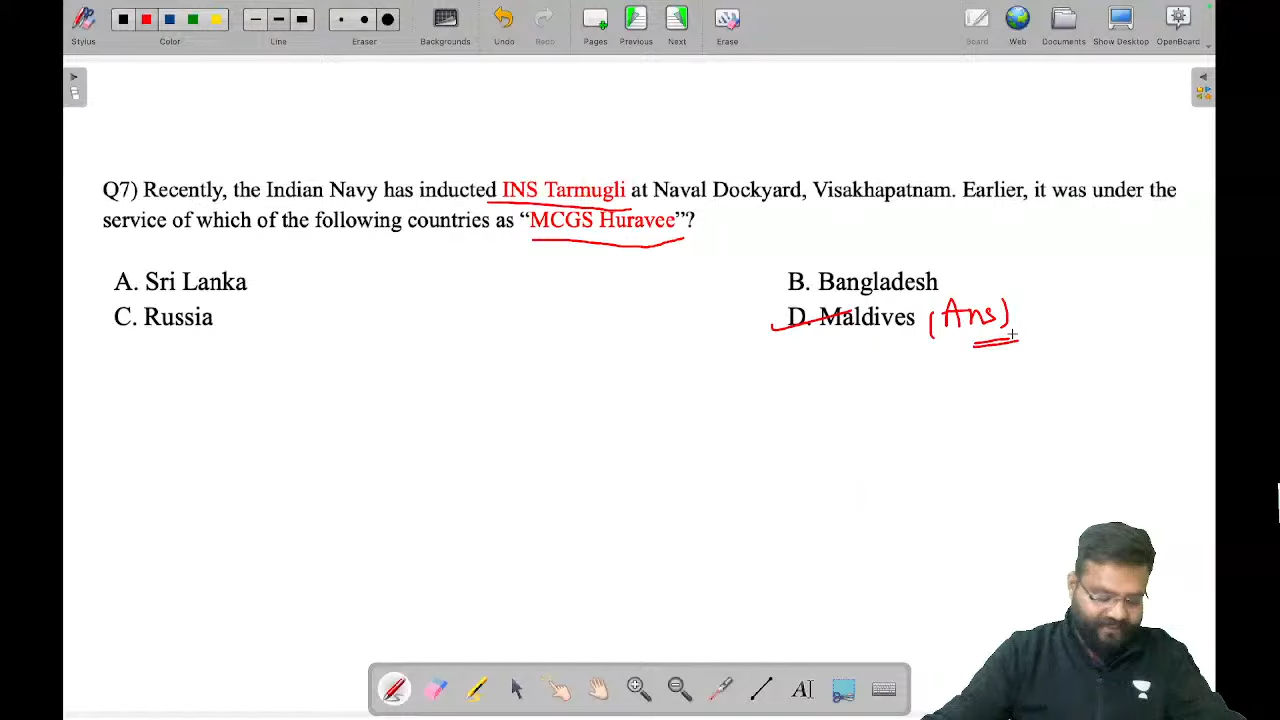 Stylus
Color
Line
Eraser
Backgrounds
Undo
Redo
Pages
Previous
Next
Erase
Board
Web
Documents
Show Desktop
OpenBoard
Q7) Recently, the Indian Navy has inducted INS Tarmugli at Naval Dockyard, Visakhapatnam. Earlier, it was under the
service of which of the following countries as “MCGS Huravee”?
A. Sri Lanka
B. Bangladesh
C. Russia
D. Maldives (Ans)
AI